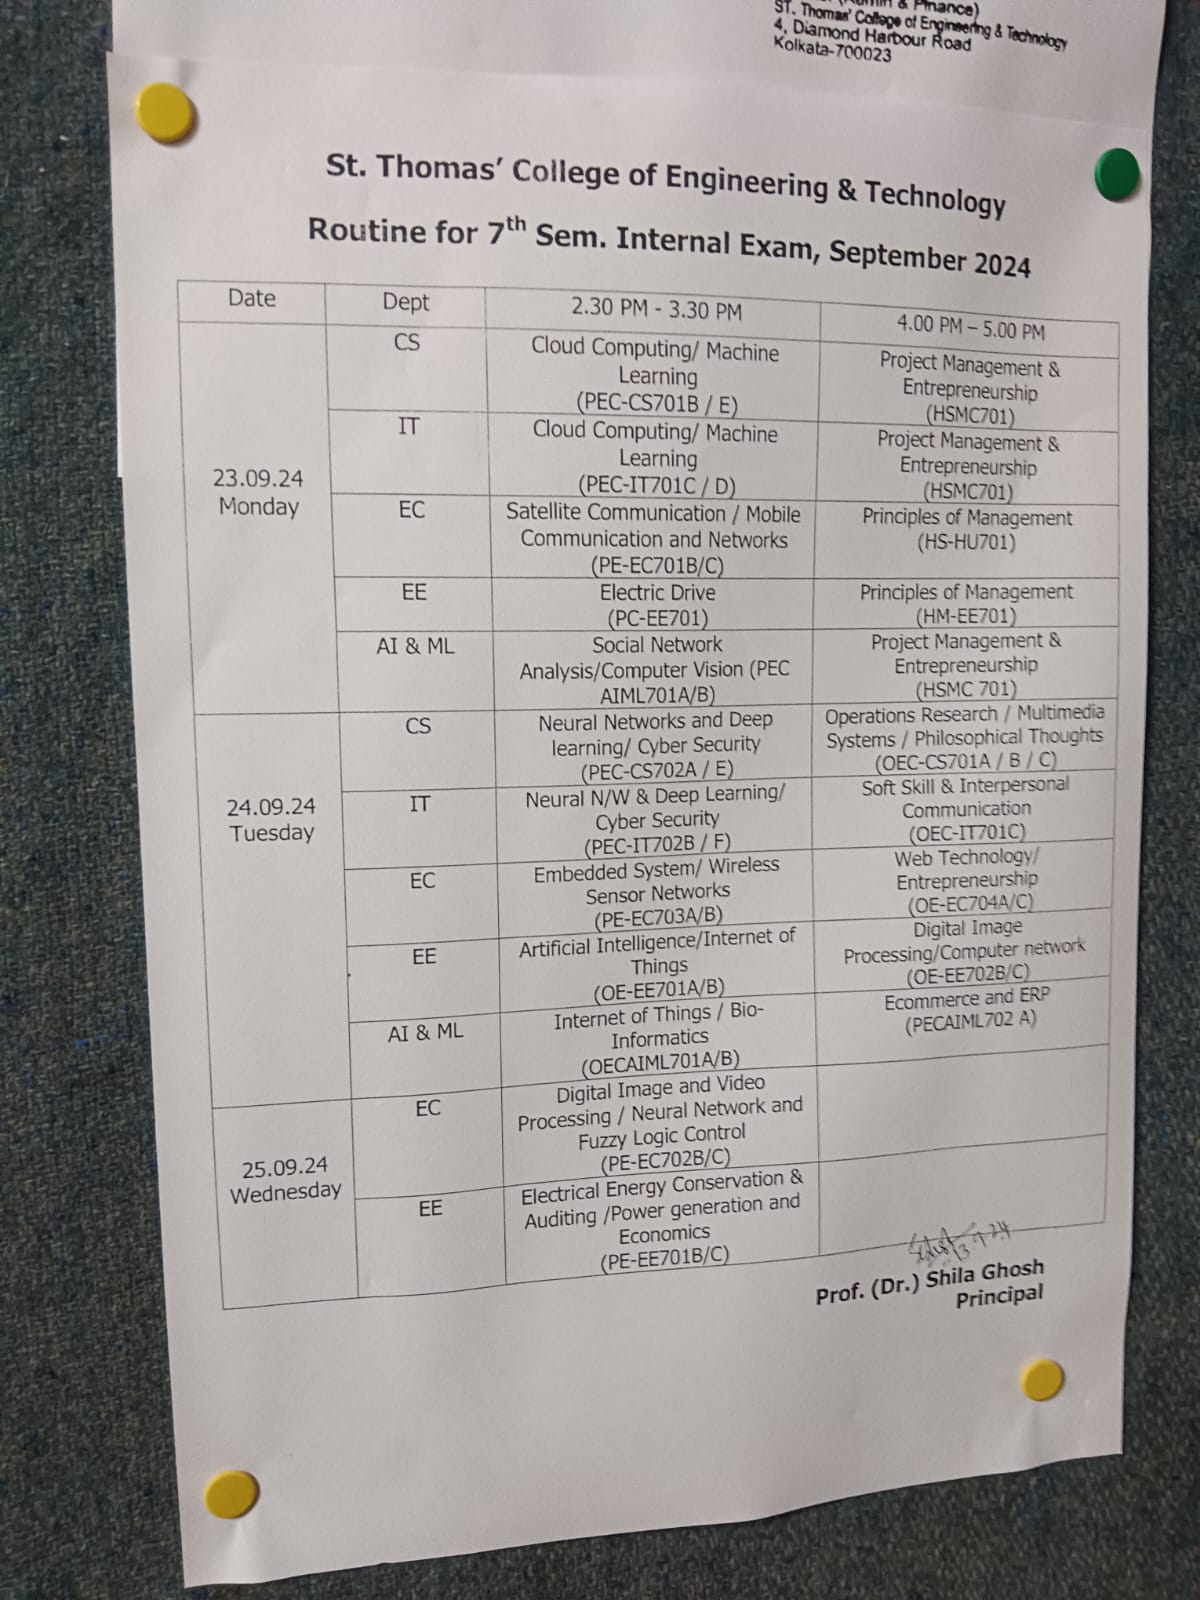 (Admin & Finance)
ST. Thomas' College of Engineering & Technology
4, Diamond Harbour Road
Kolkata-700023
St. Thomas' College of Engineering & Technology
Routine for 7th Sem. Internal Exam, September 2024
Date Dept 2.30 PM - 3.30 PM 4.00 PM – 5.00 PM
23.09.24
Monday
CS
Cloud Computing/ Machine
Learning
(PEC-CS701B / E)
Project Management &
Entrepreneurship
(HSMC701)
IT
Cloud Computing/ Machine
Learning
(PEC-IT701C / D)
Project Management &
Entrepreneurship
(HSMC701)
EC
Satellite Communication / Mobile
Communication and Networks
(PE-EC701B/C)
Principles of Management
(HS-HU701)
EE
Electric Drive
(PC-EE701)
Principles of Management
(HM-EE701)
AI & ML
Social Network
Analysis/Computer Vision (PEC
AIML701A/B)
Project Management &
Entrepreneurship
(HSMC 701)
24.09.24
Tuesday
CS
Neural Networks and Deep
learning/ Cyber Security
(PEC-CS702A / E)
Operations Research / Multimedia
Systems / Philosophical Thoughts
(OEC-CS701A / B / C)
IT
Neural N/W & Deep Learning/
Cyber Security
(PEC-IT702B / F)
Soft Skill & Interpersonal
Communication
(OEC-IT701C)
EC
Embedded System/ Wireless
Sensor Networks
(PE-EC703A/B)
Web Technology/
Entrepreneurship
(OE-EC704A/C)
EE
Artificial Intelligence/Internet of
Things
(OE-EE701A/B)
Digital Image
Processing/Computer network
(OE-EE702B/C)
AI & ML
Internet of Things / Bio-
Informatics
(OECAIML701A/B)
Ecommerce and ERP
(PECAIML702 A)
25.09.24
Wednesday
EC
Digital Image and Video
Processing / Neural Network and
Fuzzy Logic Control
(PE-EC702B/C)
EE
Electrical Energy Conservation &
Auditing /Power generation and
Economics
(PE-EE701B/C)
Prof. (Dr.) Shila Ghosh
Principal